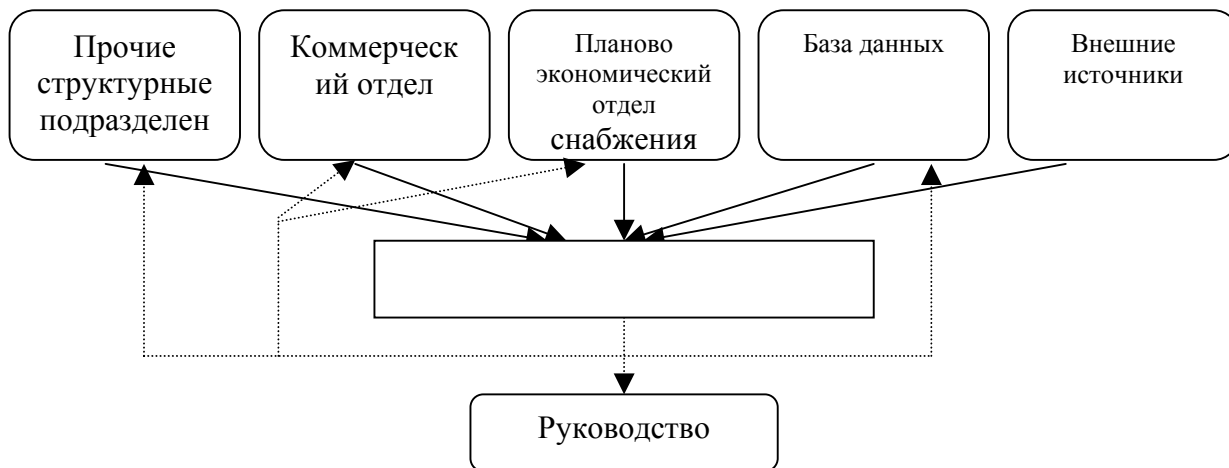 Прочие
структурные
подразделен
Коммерческ
ий отдел
Планово
экономический
отдел
снабжения
База данных
Внешние
источники
Руководство